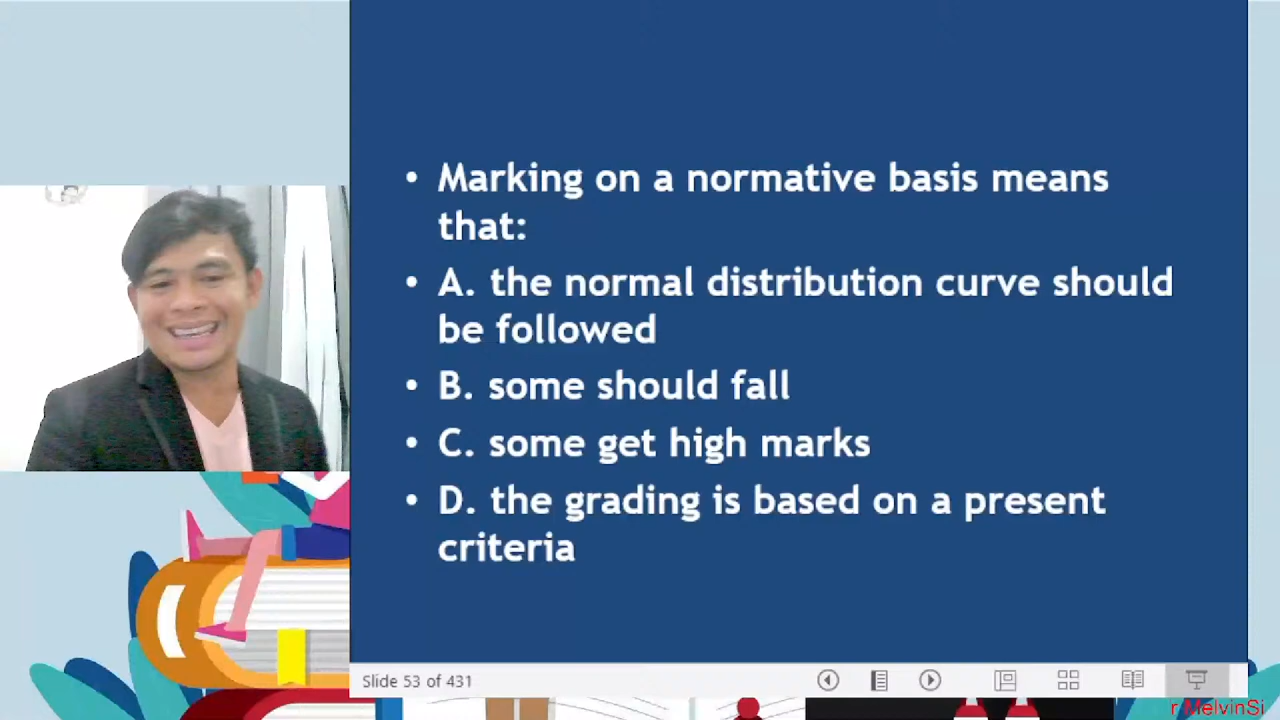 • Marking on a normative basis means
that:
• A. the normal distribution curve should
be followed
• B. some should fall
• C. some get high marks
• D. the grading is based on a present
criteria
Slide 53 of 431
r MelvinSi